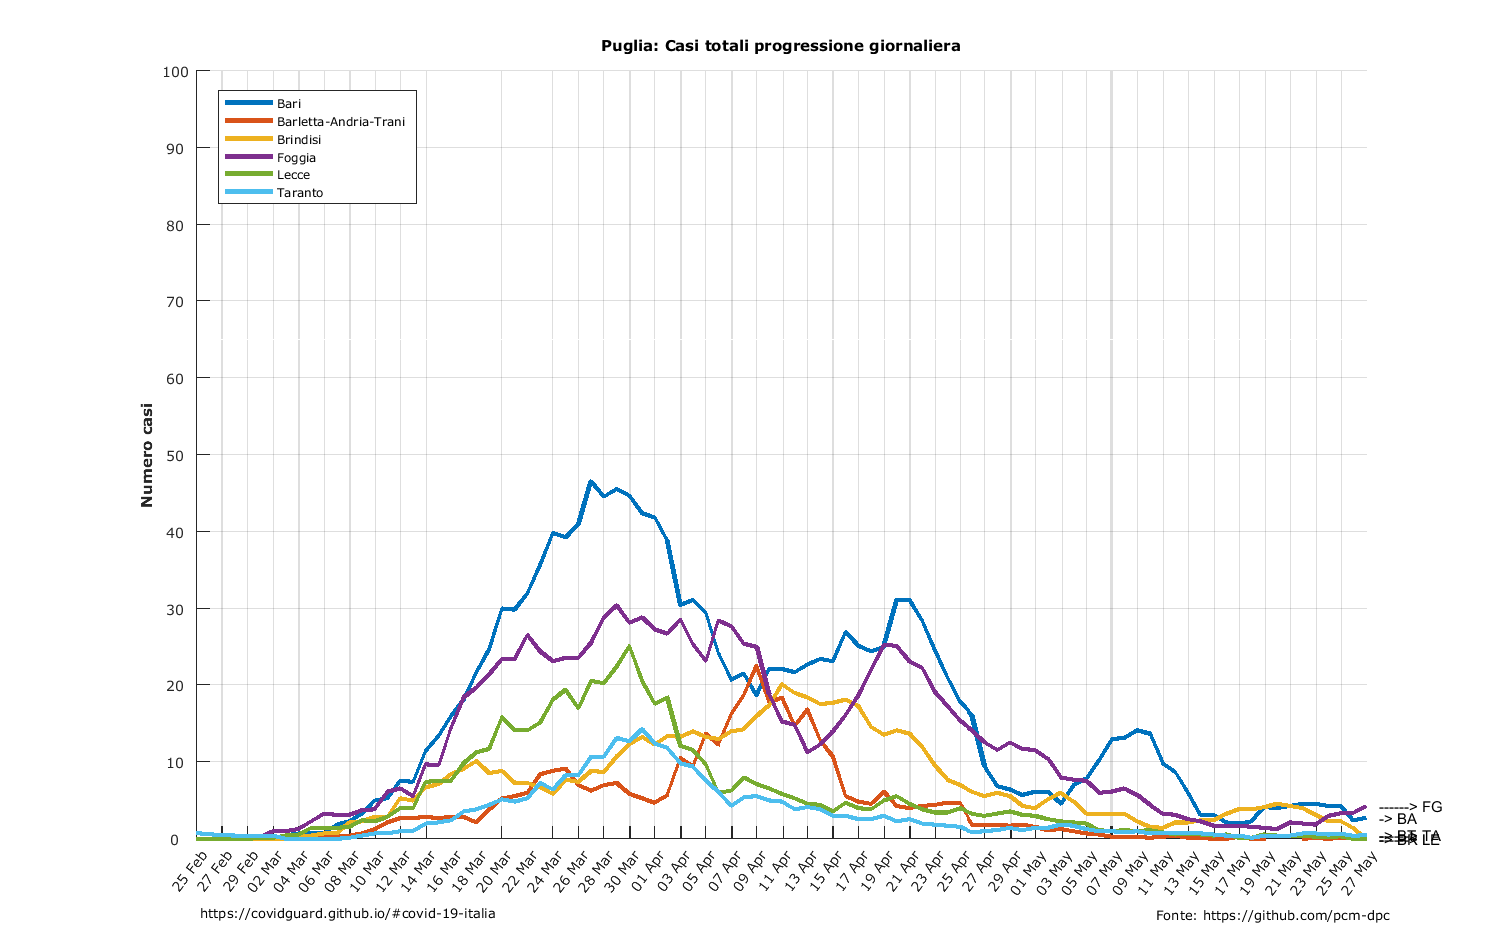 Puglia: Casi totali progressione giornaliera
100
90
80
70
60
50
40
30
20
10
0
Numero casi
Bari
Barletta-Andria-Trani
Brindisi
Foggia
Lecce
Taranto
------> FG
-> BA
25 Feb
27 Feb
29 Feb
02 Mar
04 Mar
06 Mar
08 Mar
10 Mar
12 Mar
14 Mar
16 Mar
18 Mar
20 Mar
22 Mar
24 Mar
26 Mar
28 Mar
30 Mar
01 Apr
03 Apr
05 Apr
07 Apr
09 Apr
11 Apr
13 Apr
15 Apr
17 Apr
19 Apr
21 Apr
23 Apr
25 Apr
27 Apr
29 Apr
01 May
03 May
05 May
07 May
09 May
11 May
13 May
15 May
17 May
19 May
21 May
23 May
25 May
27 May
https://covidguard.github.io/#covid-19-italia
Fonte: https://github.com/pcm-dpc